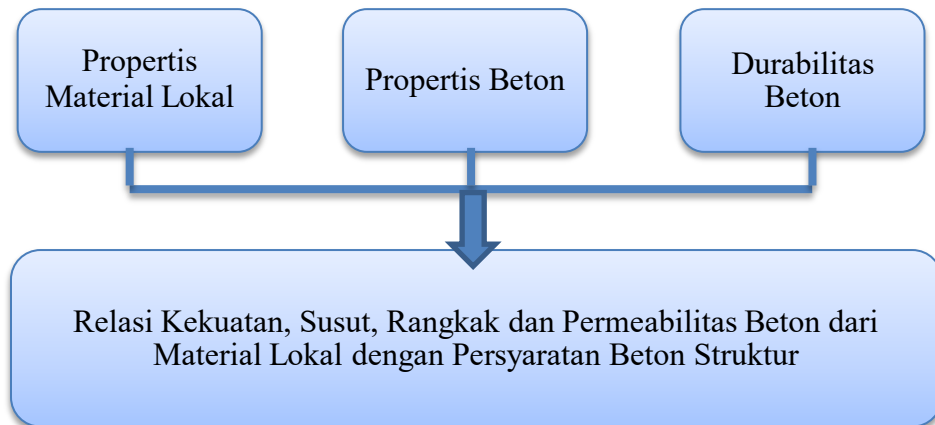 Propertis
Material Lokal
Propertis Beton
Durabilitas
Beton
Relasi Kekuatan, Susut, Rangkak dan Permeabilitas Beton dari
Material Lokal dengan Persyaratan Beton Struktur